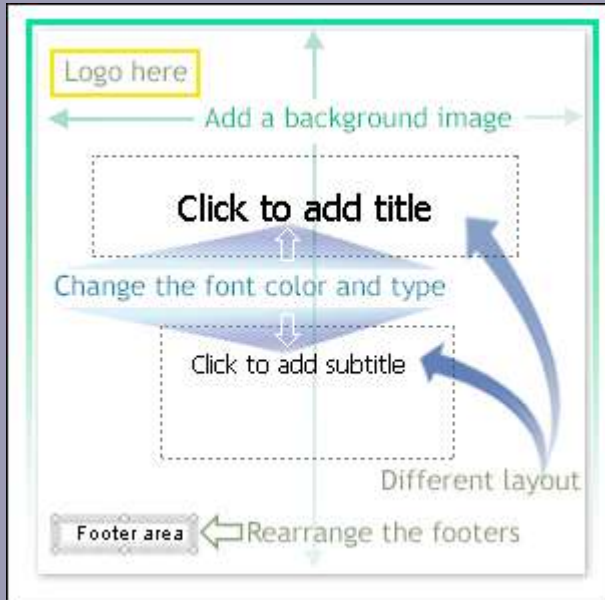 Logo here
Add a background image
Click to add title
Change the font color and type
Click to add subtitle
Different layout
Footer area
Rearrange the footers